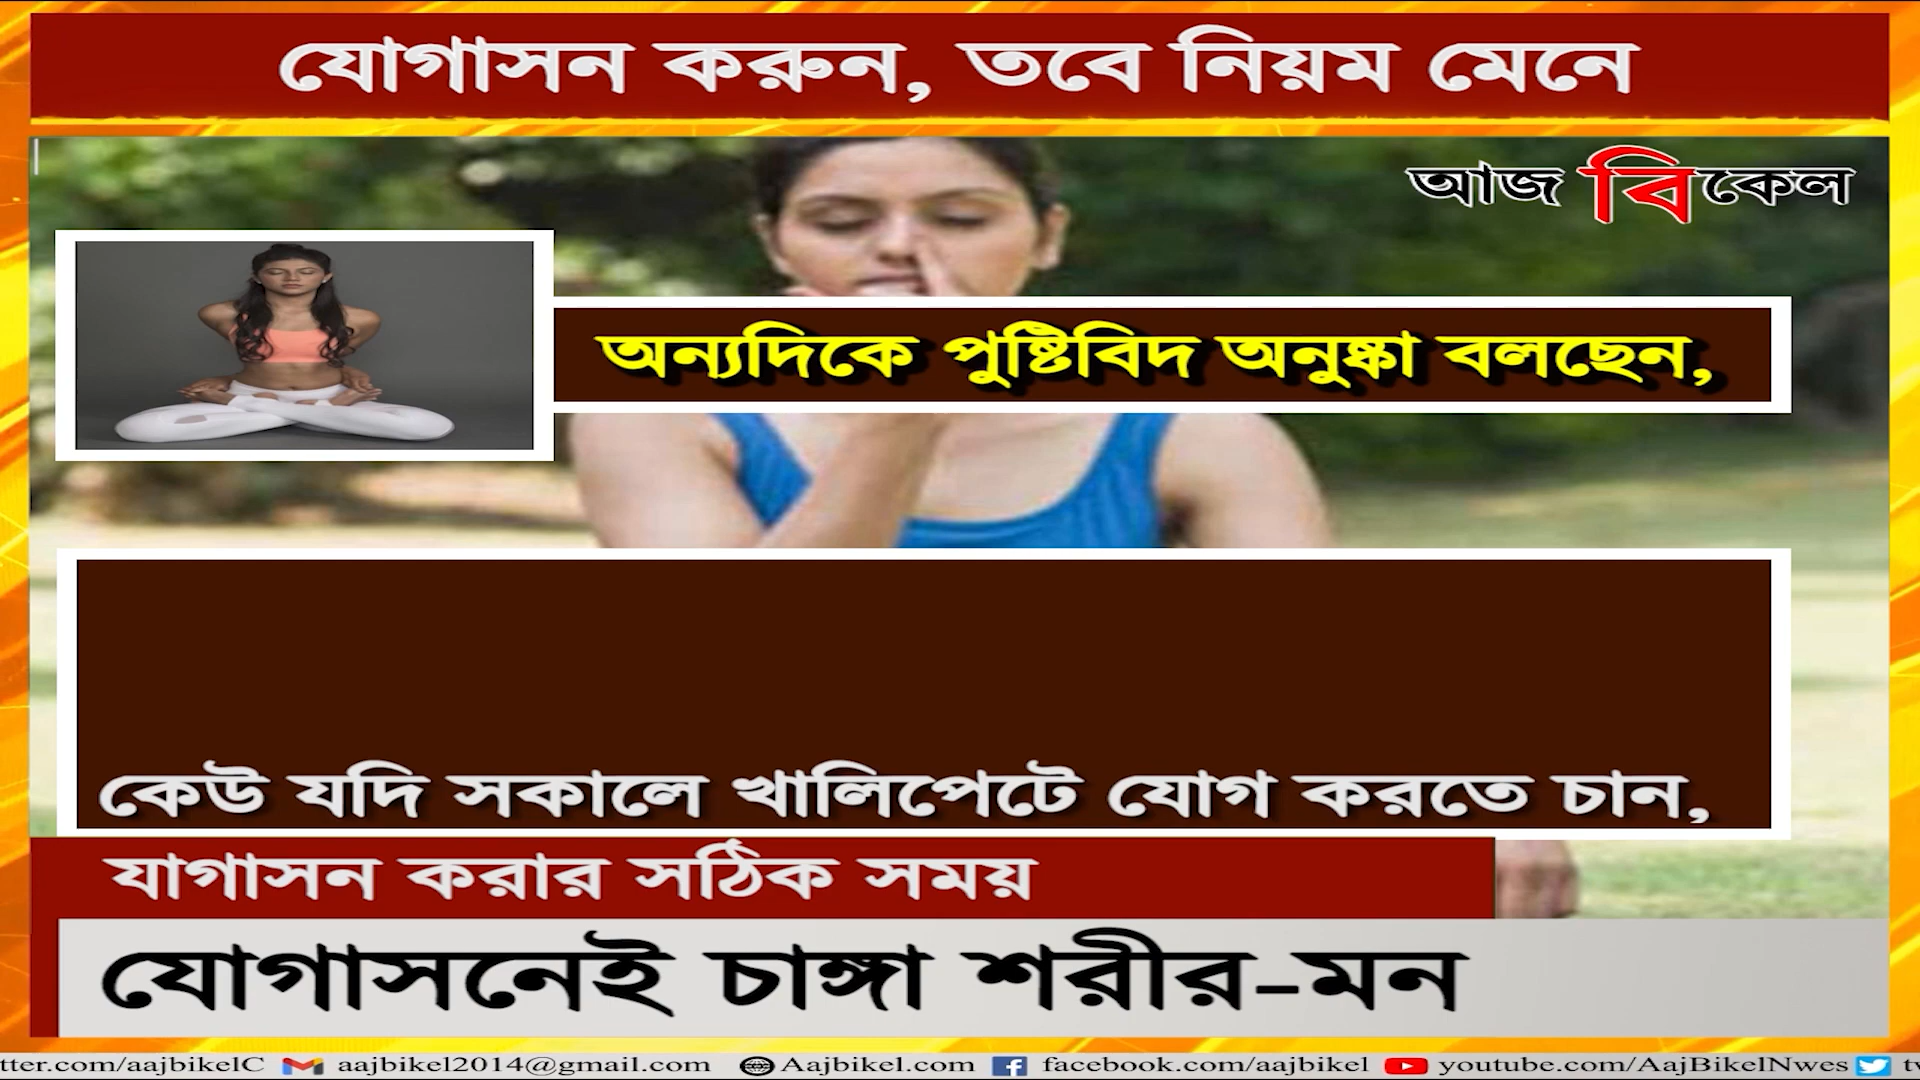 যোগাসন করুন, তবে নিয়ম মেনে
আজ বিকেল
অন্যদিকে পুষ্টিবিদ অনুষ্কা বলছেন,
কেউ যদি সকালে খালিপেটে যোগ করতে চান,
যাগাসন করার সঠিক সময়
যোগাসনেই চাঙ্গা শরীর-মন
tter.com/aajbikelC aajbikel2014@gmail.com Aajbikel.com facebook.com/aajbikel youtube.com/AajBikelNwes tv